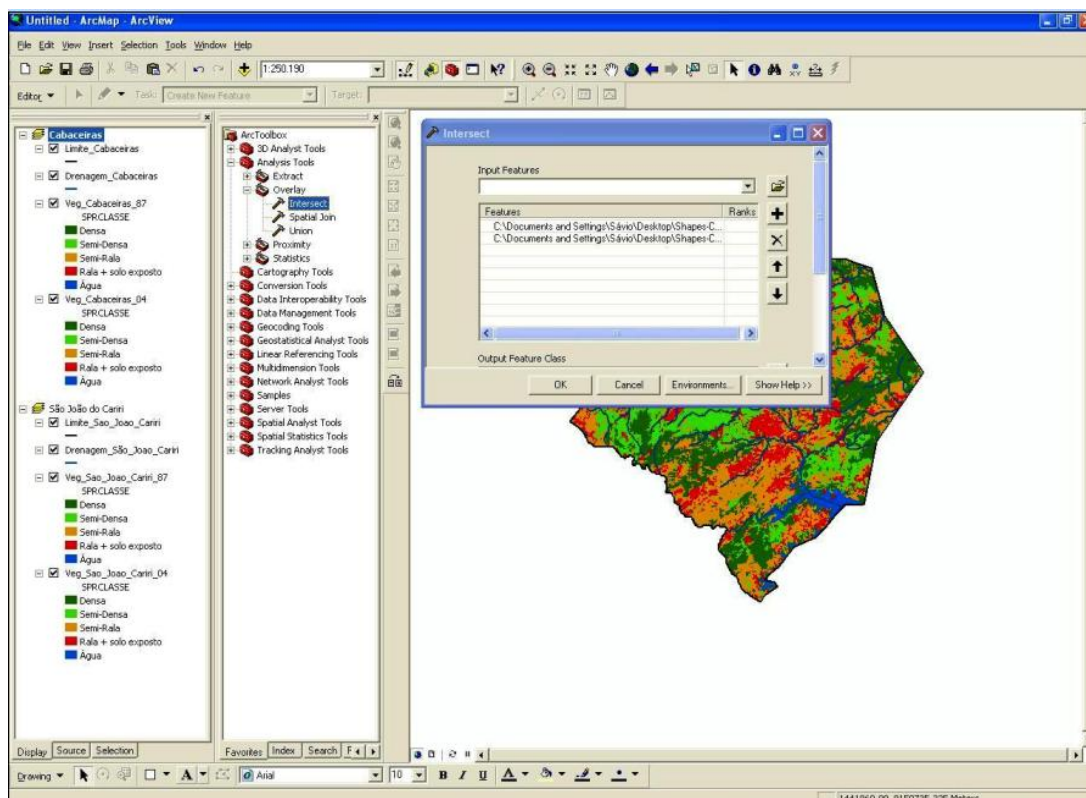 Untitled - ArcMap - ArcView
File Edit View Insert Selection Tools Window Help
1:250.190
Editor Task: Create New Feature Target:
Cabaceiras
Limite_Cabaceiras
Drenagem_Cabaceiras
Veg_Cabaceiras_87
SPRCLASSE
Densa
Semi-Densa
Semi-Rala
Rala + solo exposto
Água
Veg_Cabaceiras_04
SPRCLASSE
Densa
Semi-Densa
Semi-Rala
Rala + solo exposto
Água
São João do Cariri
Limite_Sao_Joao_Cariri
Drenagem_São_Joao_Cariri
Veg_Sao_Joao_Cariri_87
SPRCLASSE
Densa
Semi-Densa
Semi-Rala
Rala + solo exposto
Água
Veg_Sao_Joao_Cariri_04
SPRCLASSE
Densa
Semi-Densa
Semi-Rala
Rala + solo exposto
Água
Display Source Selection
ArcToolbox
3D Analyst Tools
Analysis Tools
Extract
Overlay
Intersect
Spatial Join
Union
Proximity
Statistics
Cartography Tools
Conversion Tools
Data Interoperability Tools
Data Management Tools
Geocoding Tools
Geostatistical Analyst Tools
Linear Referencing Tools
Multidimension Tools
Network Analyst Tools
Samples
Server Tools
Spatial Analyst Tools
Spatial Statistics Tools
Tracking Analyst Tools
Favorites Index Search F
Intersect
Input Features
Features Ranks
C:\Documents and Settings\Sávio\Desktop\Shapes-C...
C:\Documents and Settings\Sávio\Desktop\Shapes-C...
Output Feature Class
OK Cancel Environments... Show Help >>
Drawing A Arial 10 B I U A
Meters